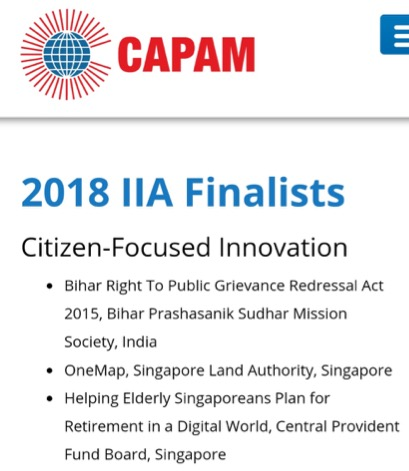 CAPAM
2018 IIA Finalists
Citizen-Focused Innovation
• Bihar Right To Public Grievance Redressal Act
2015, Bihar Prashasanik Sudhar Mission
Society, India
• OneMap, Singapore Land Authority, Singapore
• Helping Elderly Singaporeans Plan for
Retirement in a Digital World, Central Provident
Fund Board, Singapore